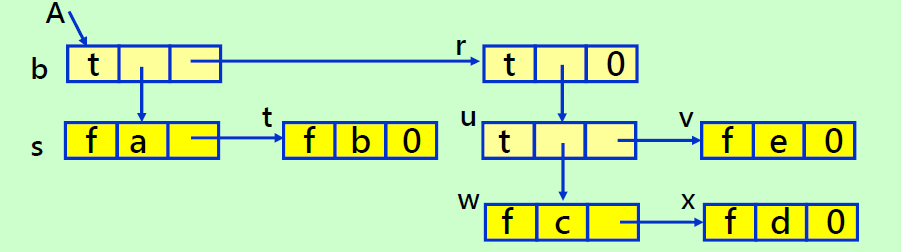 A
b t r t 0
s f a t f b 0 u t v f e 0
w f c x f d 0